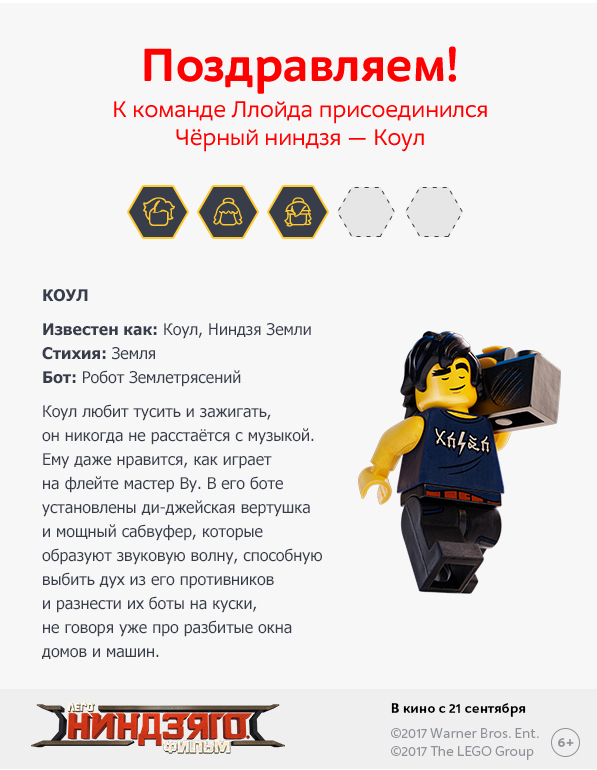 Поздравляем!
К команде Ллойда присоединился
Чёрный ниндзя — Коул
КОУЛ
Известен как: Коул, Ниндзя Земли
Стихия: Земля
Бот: Робот Землетрясений
Коул любит тусить и зажигать,
он никогда не расстаётся с музыкой.
Ему даже нравится, как играет
на флейте мастер Ву. В его боте
установлены ди-джейская вертушка
и мощный сабвуфер, которые
образуют звуковую волну, способную
выбить дух из его противников
и разнести их боты на куски,
не говоря уже про разбитые окна
домов и машин.
ЛЕГО
НИНДЗЯГО
ФИЛЬМ
В кино с 21 сентября
©2017 Warner Bros. Ent.
©2017 The LEGO Group
6+